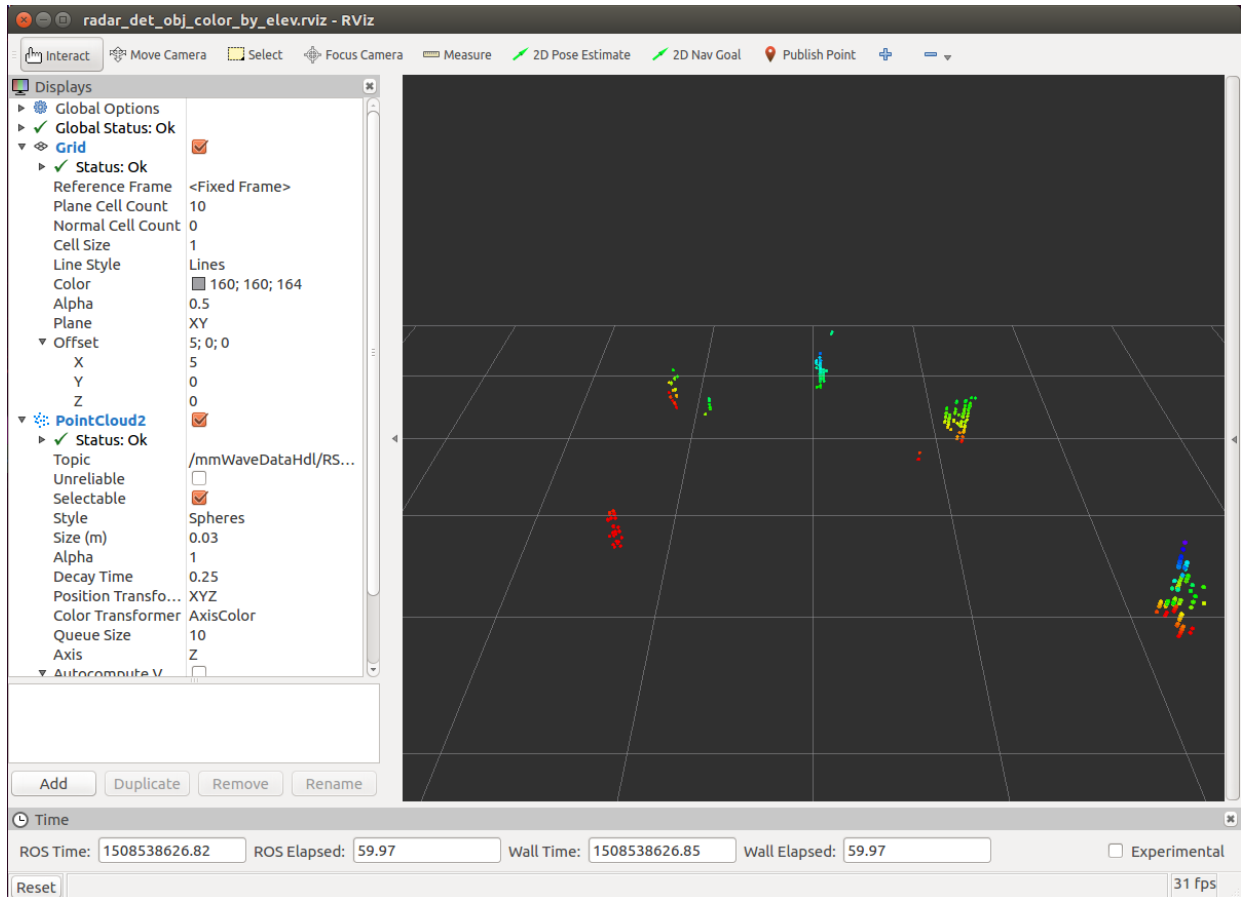 radar_det_obj_color_by_elev.rviz - RViz
Interact Move Camera Select Focus Camera Measure 2D Pose Estimate 2D Nav Goal Publish Point
Displays
Global Options
Global Status: Ok
Grid
Status: Ok
Reference Frame <Fixed Frame>
Plane Cell Count 10
Normal Cell Count 0
Cell Size 1
Line Style Lines
Color 160; 160; 164
Alpha 0.5
Plane XY
Offset 5; 0; 0
X 5
Y 0
Z 0
PointCloud2
Status: Ok
Topic /mmWaveDataHdl/RS...
Unreliable
Selectable
Style Spheres
Size (m) 0.03
Alpha 1
Decay Time 0.25
Position Transfo... XYZ
Color Transformer AxisColor
Queue Size 10
Axis Z
Autocompute V...
Add Duplicate Remove Rename
Time
ROS Time: 1508538626.82 ROS Elapsed: 59.97 Wall Time: 1508538626.85 Wall Elapsed: 59.97 Experimental
Reset 31 fps